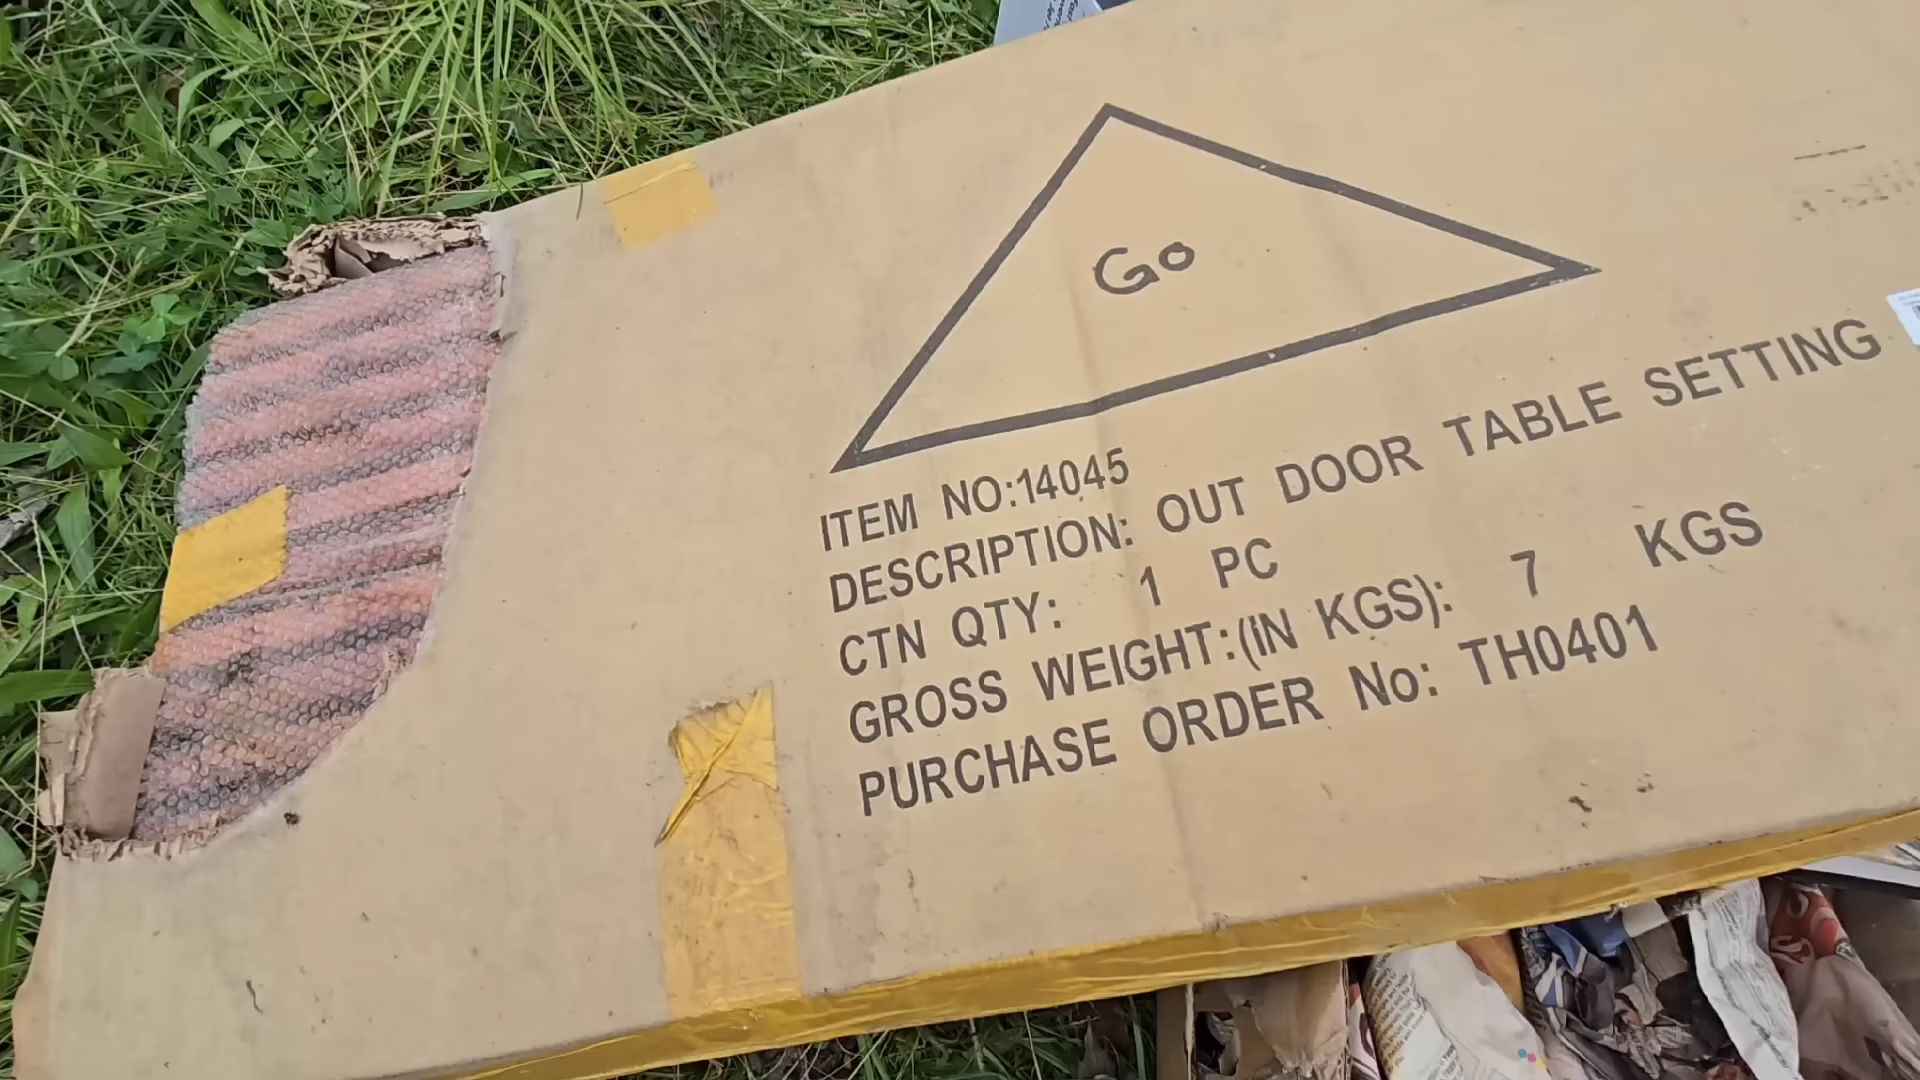 Go
ITEM NO:14045
DESCRIPTION: OUT DOOR TABLE SETTING
CTN QTY: 1 PC
GROSS WEIGHT:(IN KGS): 7 KGS
PURCHASE ORDER No: TH0401